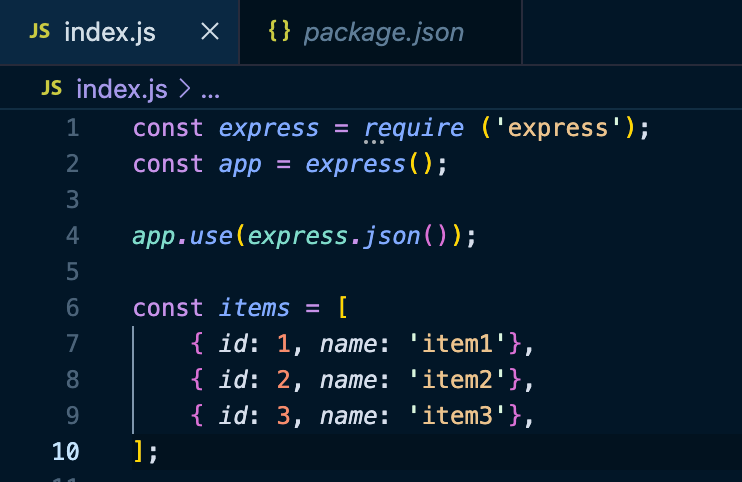 JS index.js ×
{} package.json
JS index.js > ...
1 const express = require ('express');
2 const app = express();
3
4 app.use(express.json());
5
6 const items = [
7     { id: 1, name: 'item1'},
8     { id: 2, name: 'item2'},
9     { id: 3, name: 'item3'},
10 ];